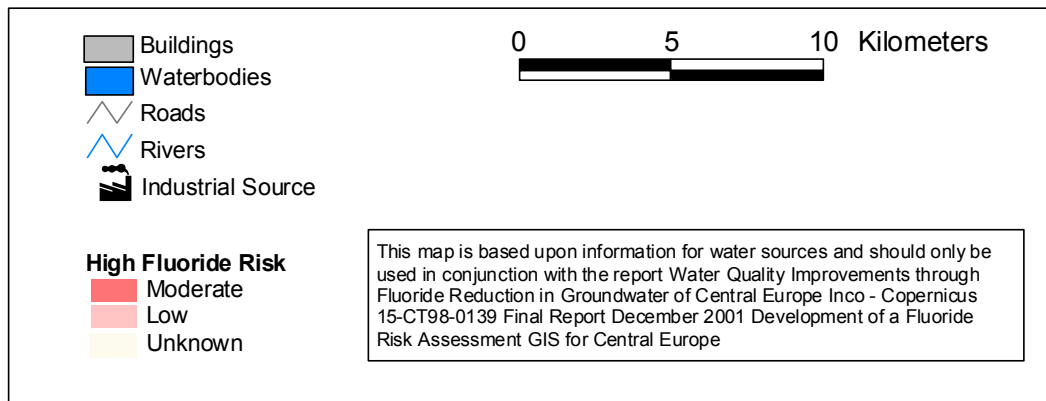 Buildings
Waterbodies
Roads
Rivers
Industrial Source
0 5 10 Kilometers
High Fluoride Risk
Moderate
Low
Unknown
This map is based upon information for water sources and should only be
used in conjunction with the report Water Quality Improvements through
Fluoride Reduction in Groundwater of Central Europe Inco - Copernicus
15-CT98-0139 Final Report December 2001 Development of a Fluoride
Risk Assessment GIS for Central Europe